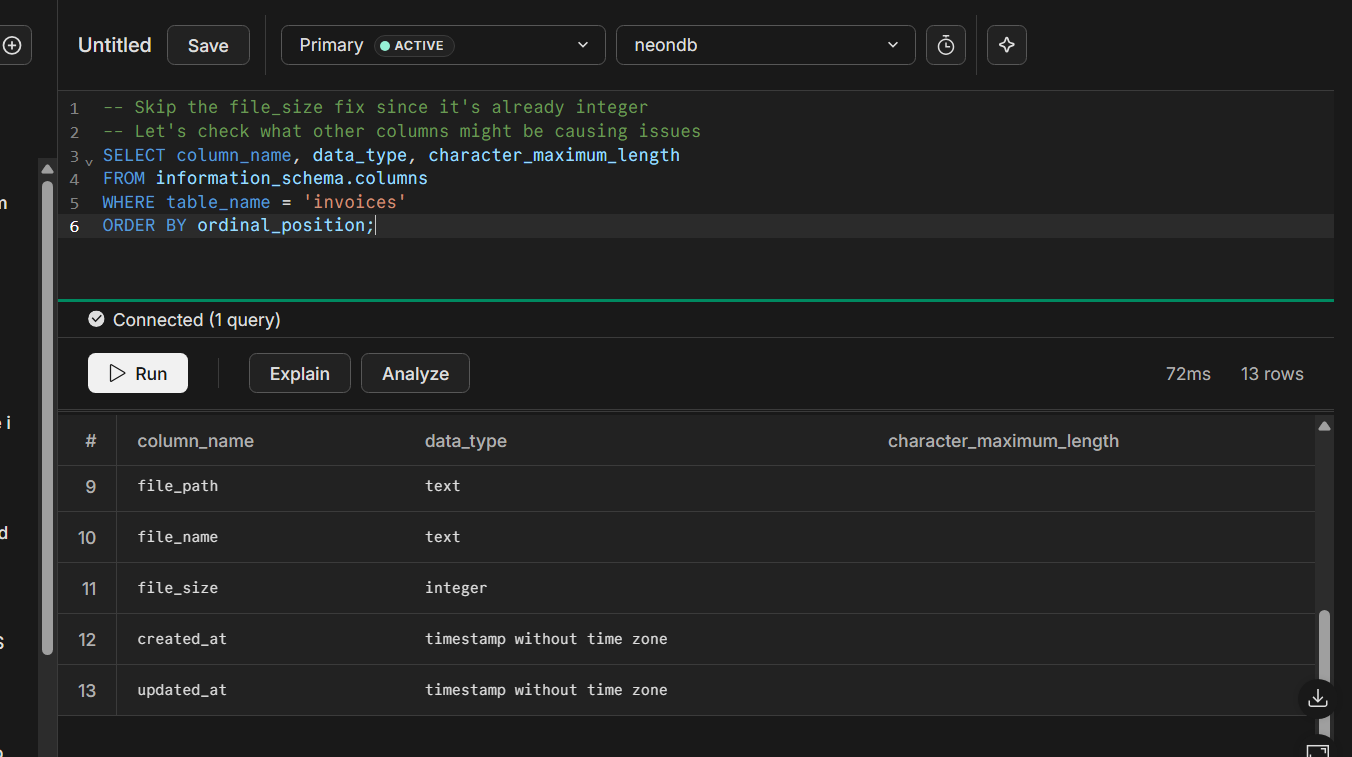 Untitled
Save
Primary ACTIVE
neondb
1 -- Skip the file_size fix since it's already integer
2 -- Let's check what other columns might be causing issues
3 SELECT column_name, data_type, character_maximum_length
4 FROM information_schema.columns
5 WHERE table_name = 'invoices'
6 ORDER BY ordinal_position;
Connected (1 query)
Run
Explain
Analyze
72ms
13 rows
# column_name data_type character_maximum_length
9 file_path text
10 file_name text
11 file_size integer
12 created_at timestamp without time zone
13 updated_at timestamp without time zone